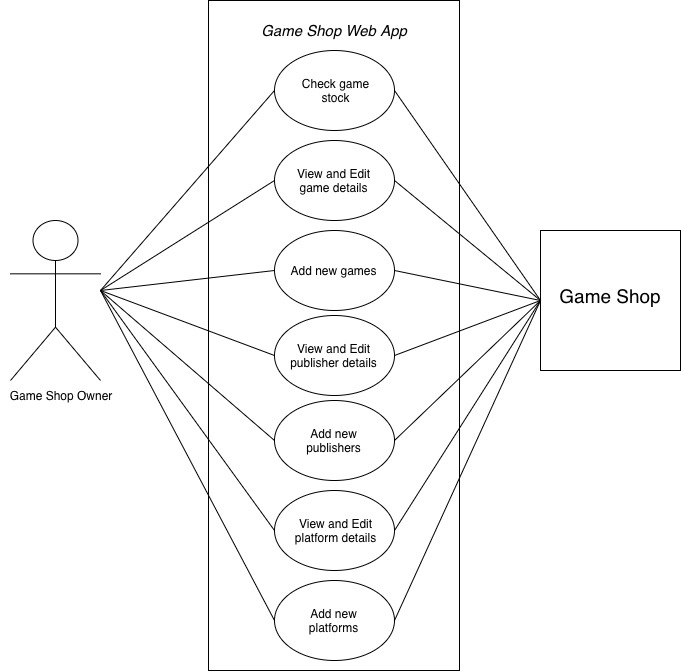 Game Shop Web App
Check game
stock
View and Edit
game details
Add new games
View and Edit
publisher details
Add new
publishers
View and Edit
platform details
Add new
platforms
Game Shop Owner
Game Shop